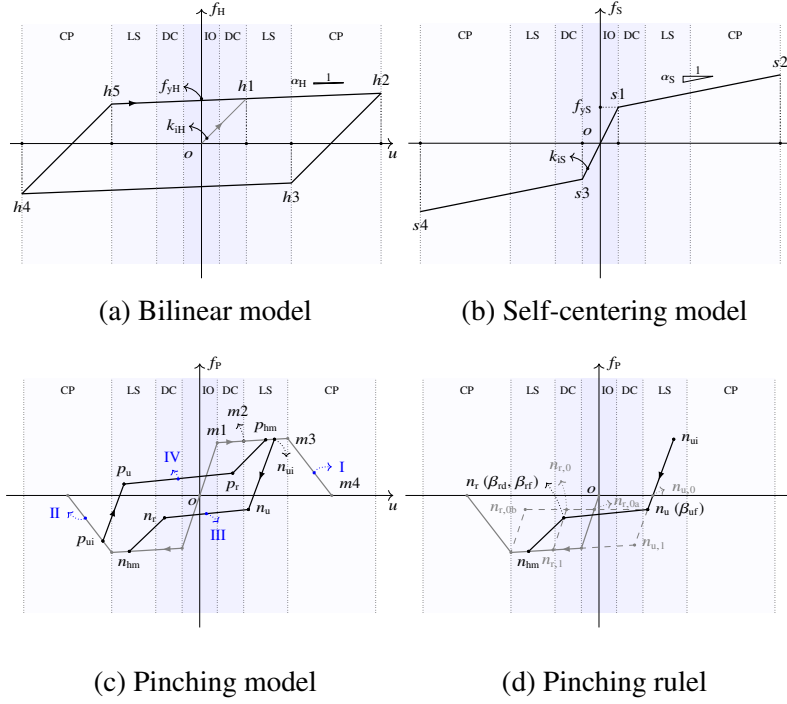 f_H
f_S
CP LS DC IO DC LS CP
CP LS DC IO DC LS CP
h5 f_yH α_H 1 h2
h1
k_iH
o u
h4 h3
α_S 1 s2
f_yS s1
o
k_iS
s3
s4
(a) Bilinear model
(b) Self-centering model
f_P
f_P
CP LS DC IO DC LS CP
CP LS DC IO DC LS CP
m1 m2 p_hm m3
IV n_ui I
p_u p_r m4
o u
II n_r n_u
III
p_ui n_hm
n_ui
n_r (β_rd, β_rf) n_r,0 o n_u,0
n_r,0b n_r,0a n_u (β_uf)
n_hm n_r,1 n_u,1
(c) Pinching model
(d) Pinching rulel